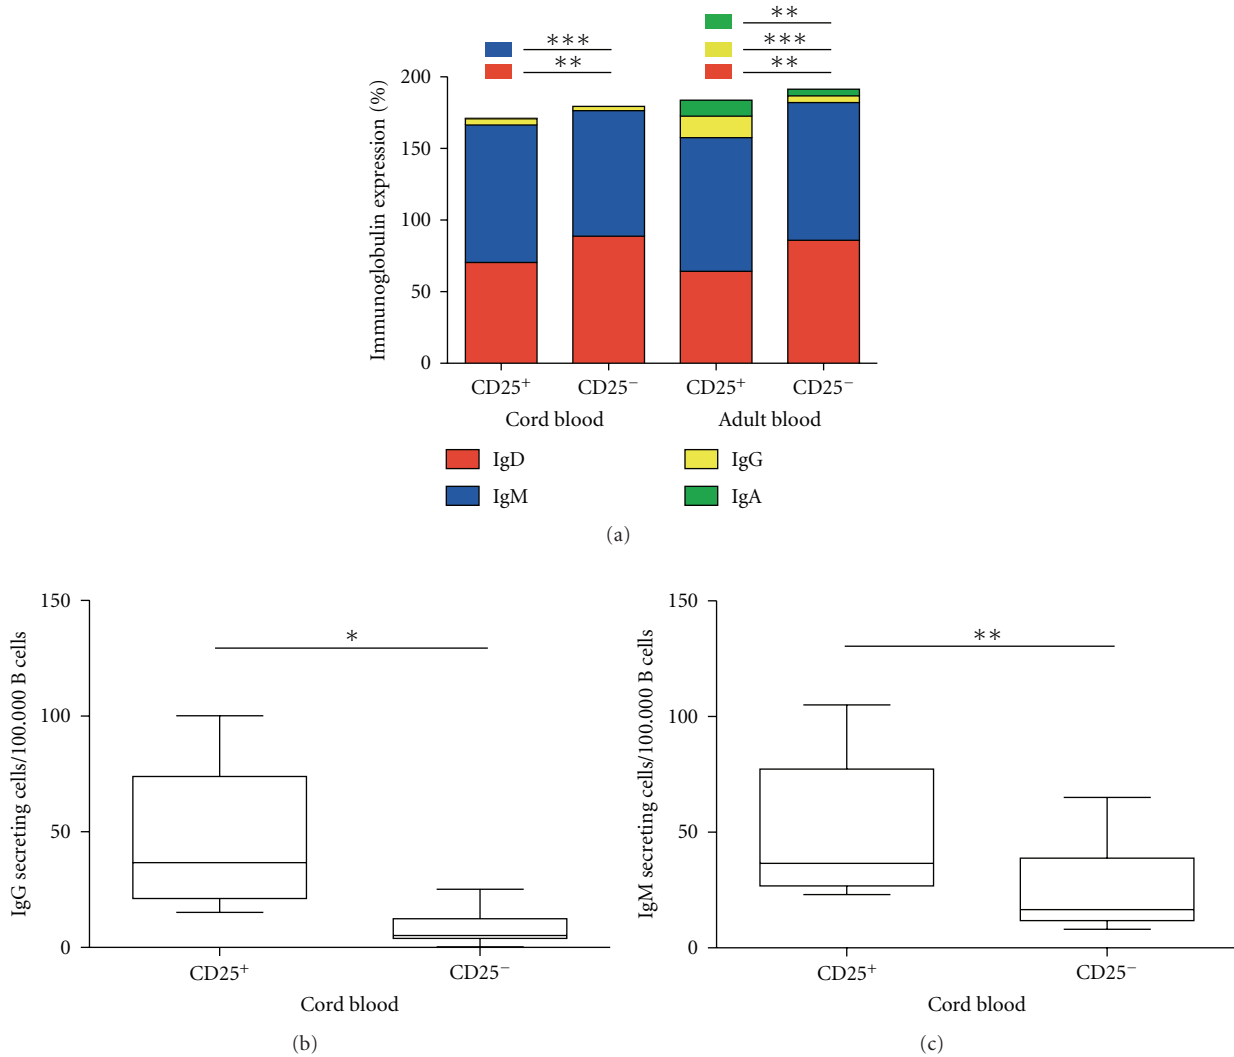 **
*** ***
** **
Immunoglobulin expression (%)
200
150
100
50
0
CD25+ CD25− CD25+ CD25−
Cord blood Adult blood
IgD IgG
IgM IgA
(a)
IgG secreting cells/100.000 B cells
150
100
50
0
*
CD25+ CD25−
Cord blood
(b)
IgM secreting cells/100.000 B cells
150
100
50
0
**
CD25+ CD25−
Cord blood
(c)